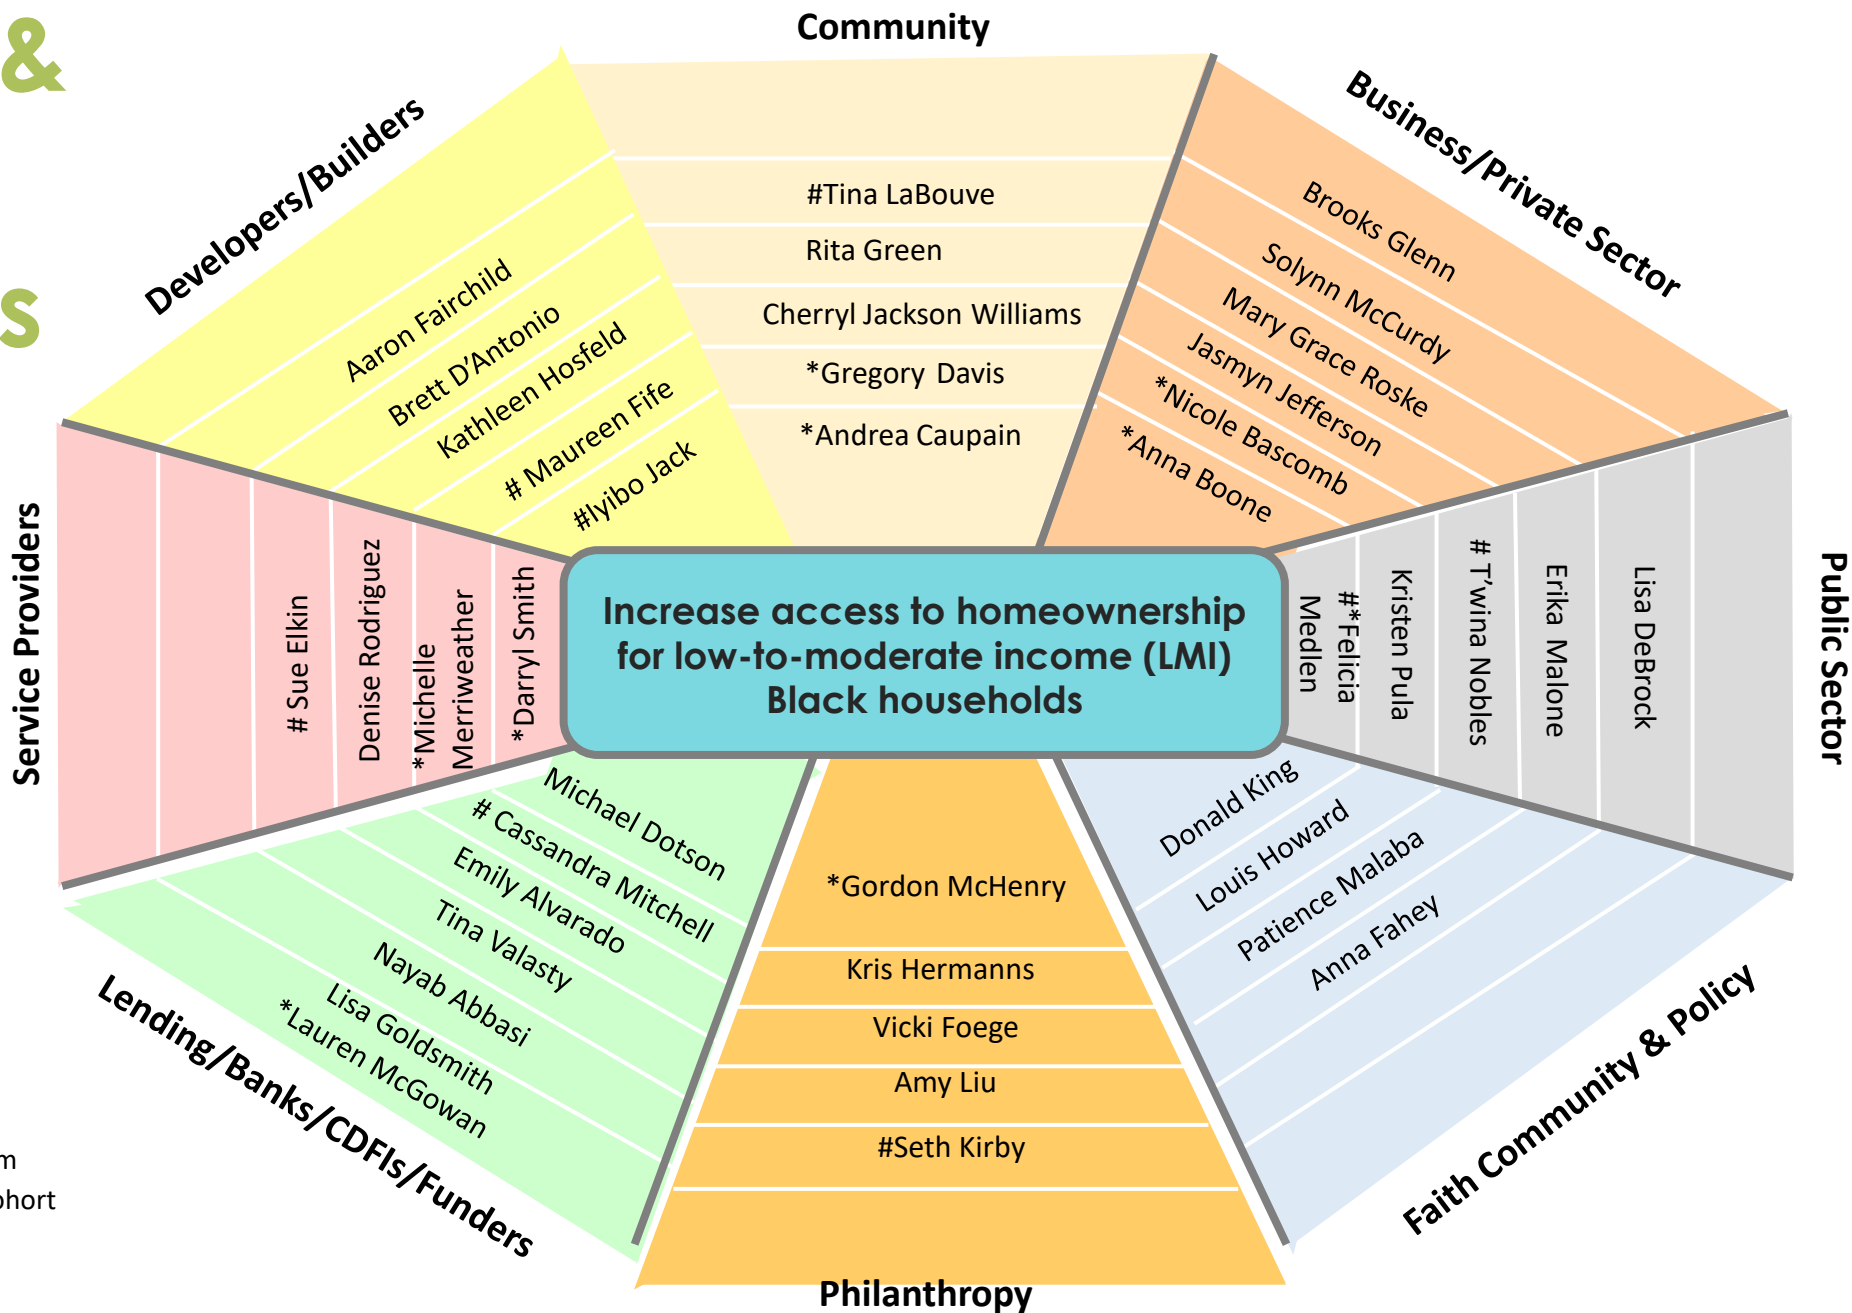 &
s
Community
#Tina LaBouve
Rita Green
Cherryl Jackson Williams
*Gregory Davis
*Andrea Caupain
Business/Private Sector
Brooks Glenn
Solynn McCurdy
Mary Grace Roske
Jasmyn Jefferson
*Nicole Bascomb
*Anna Boone
Developers/Builders
Aaron Fairchild
Brett D’Antonio
Kathleen Hosfeld
# Maureen Fife
#Iyibo Jack
Service Providers
# Sue Elkin
Denise Rodriguez
*Michelle
Merriweather
*Darryl Smith
Increase access to homeownership
for low-to-moderate income (LMI)
Black households
#*Felicia
Medlen
Kristen Pula
# T’wina Nobles
Erika Malone
Lisa DeBrock
Public Sector
Michael Dotson
# Cassandra Mitchell
Emily Alvarado
Tina Valasty
Nayab Abbasi
Lisa Goldsmith
*Lauren McGowan
Lending/Banks/CDFIs/Funders
*Gordon McHenry
Kris Hermanns
Vicki Foege
Amy Liu
#Seth Kirby
Philanthropy
Donald King
Louis Howard
Patience Malaba
Anna Fahey
Faith Community & Policy
m
ohort